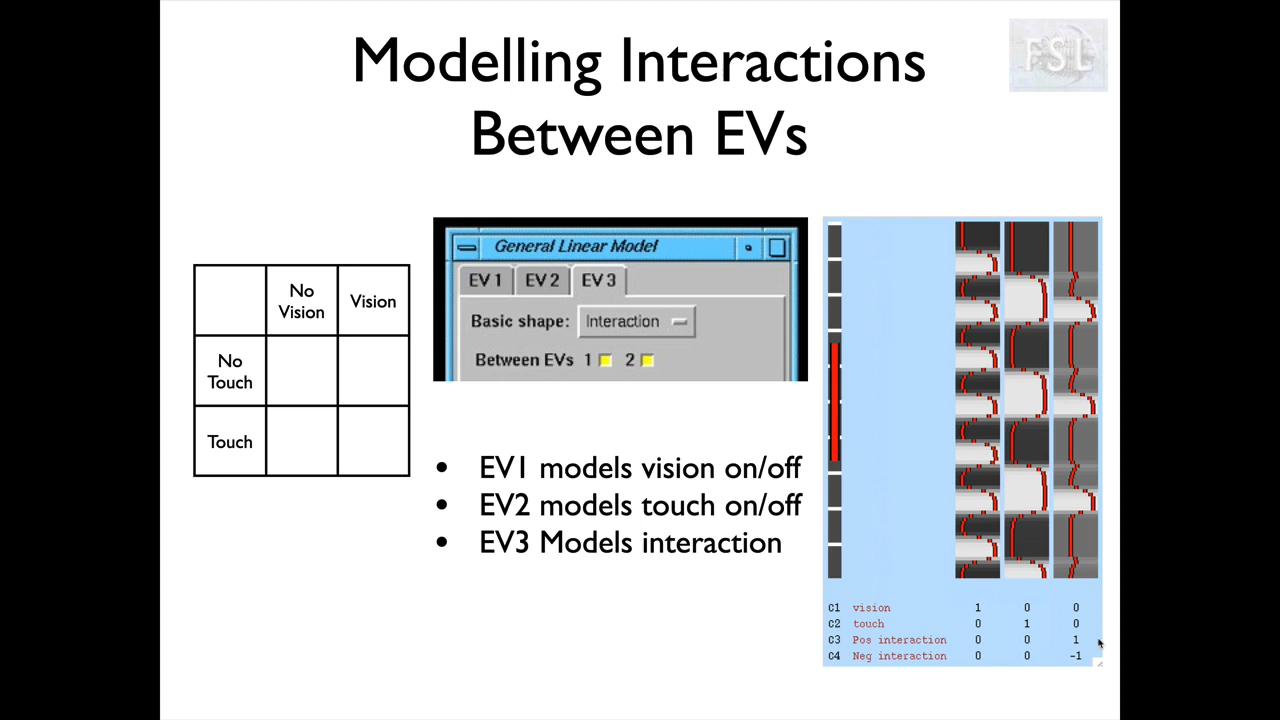 Modelling Interactions
Between EVs
FSL
No
Vision
Vision
No
Touch
Touch
General Linear Model
EV 1 EV 2 EV 3
Basic shape: Interaction
Between EVs 1 2
• EV1 models vision on/off
• EV2 models touch on/off
• EV3 Models interaction
C1 vision 1 0 0
C2 touch 0 1 0
C3 Pos interaction 0 0 1
C4 Neg interaction 0 0 -1